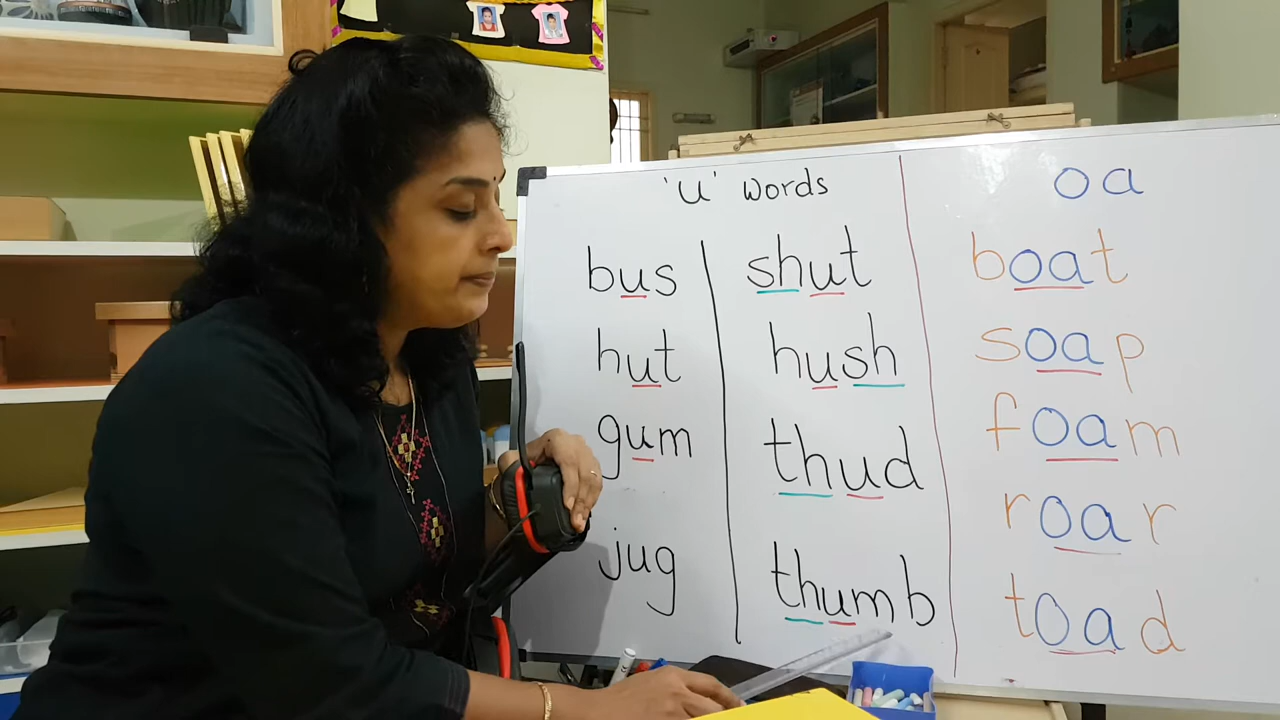 'u' words
bus
hut
gum
jug
shut
hush
thud
thumb
oa
boat
soap
foam
roar
toad